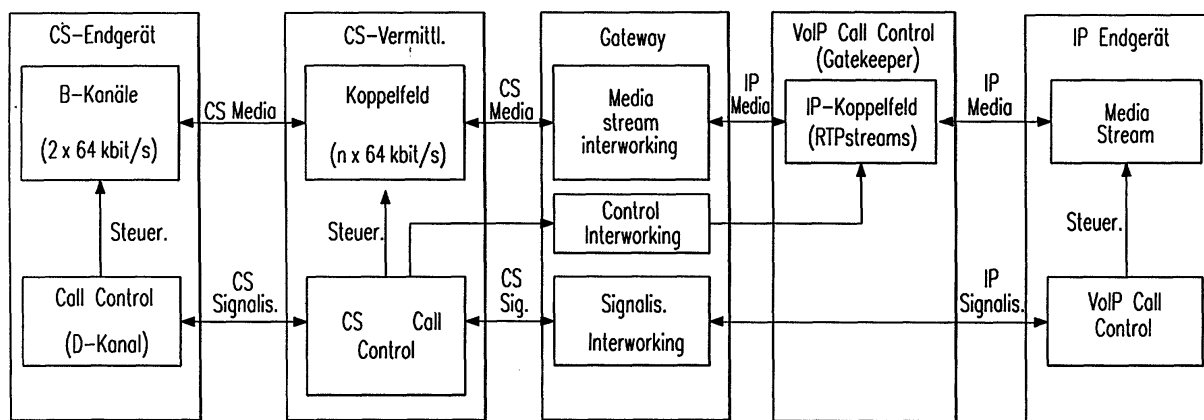 CS-Endgerät
B-Kanäle
(2 x 64 kbit/s)
Steuer.
Call Control
(D-Kanal)
CS Media
CS
Signalis.
CS-Vermittl.
Koppelfeld
(n x 64 kbit/s)
Steuer.
CS Call
Control
CS
Media
CS
Sig.
Gateway
Media
stream
interworking
Control
Interworking
Signalis.
Interworking
IP
Media
VoIP Call Control
(Gatekeeper)
IP-Koppelfeld
(RTPstreams)
IP
Media
IP
Signalis.
IP Endgerät
Media
Stream
Steuer.
VoIP Call
Control